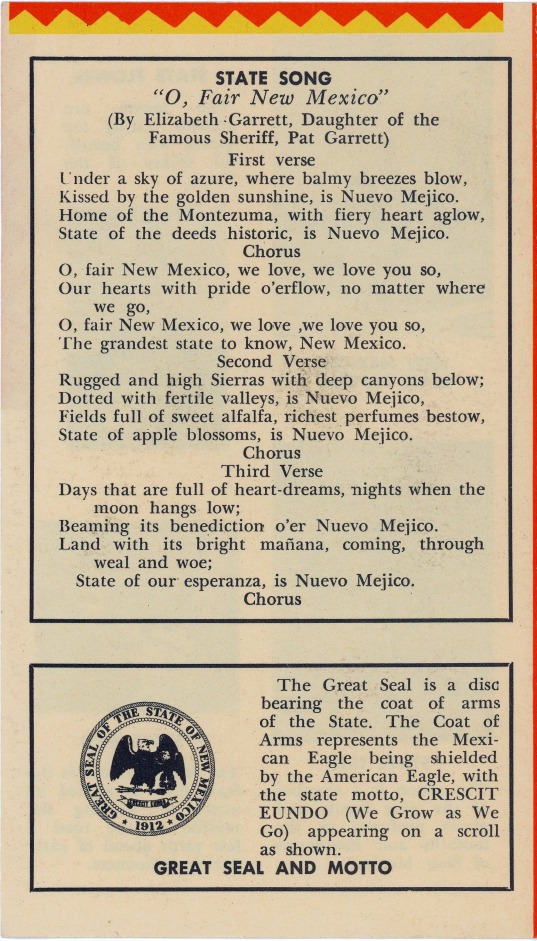 STATE SONG
"O, Fair New Mexico"
(By Elizabeth Garrett, Daughter of the
Famous Sheriff, Pat Garrett)
First verse
Under a sky of azure, where balmy breezes blow,
Kissed by the golden sunshine, is Nuevo Mejico.
Home of the Montezuma, with fiery heart aglow,
State of the deeds historic, is Nuevo Mejico.
Chorus
O, fair New Mexico, we love, we love you so,
Our hearts with pride o'erflow, no matter where
we go,
O, fair New Mexico, we love ,we love you so,
The grandest state to know, New Mexico.
Second Verse
Rugged and high Sierras with deep canyons below;
Dotted with fertile valleys, is Nuevo Mejico,
Fields full of sweet alfalfa, richest perfumes bestow,
State of apple blossoms, is Nuevo Mejico.
Chorus
Third Verse
Days that are full of heart-dreams, nights when the
moon hangs low;
Beaming its benediction o'er Nuevo Mejico.
Land with its bright mañana, coming, through
weal and woe;
State of our esperanza, is Nuevo Mejico.
Chorus
GREAT SEAL OF THE STATE OF NEW MEXICO
CRESCIT EUNDO
★ 1912 ★
The Great Seal is a disc
bearing the coat of arms
of the State. The Coat of
Arms represents the Mexi-
can Eagle being shielded
by the American Eagle, with
the state motto, CRESCIT
EUNDO (We Grow as We
Go) appearing on a scroll
as shown.
GREAT SEAL AND MOTTO